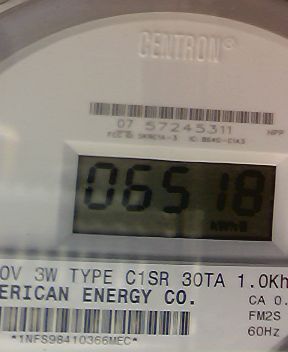 CENTRON®
07 57245311
06518
0V 3W TYPE C1SR 30TA 1.0Kh
ERICAN ENERGY CO.
CA 0.
FM2S
60Hz
*1NFS98410366MEC*